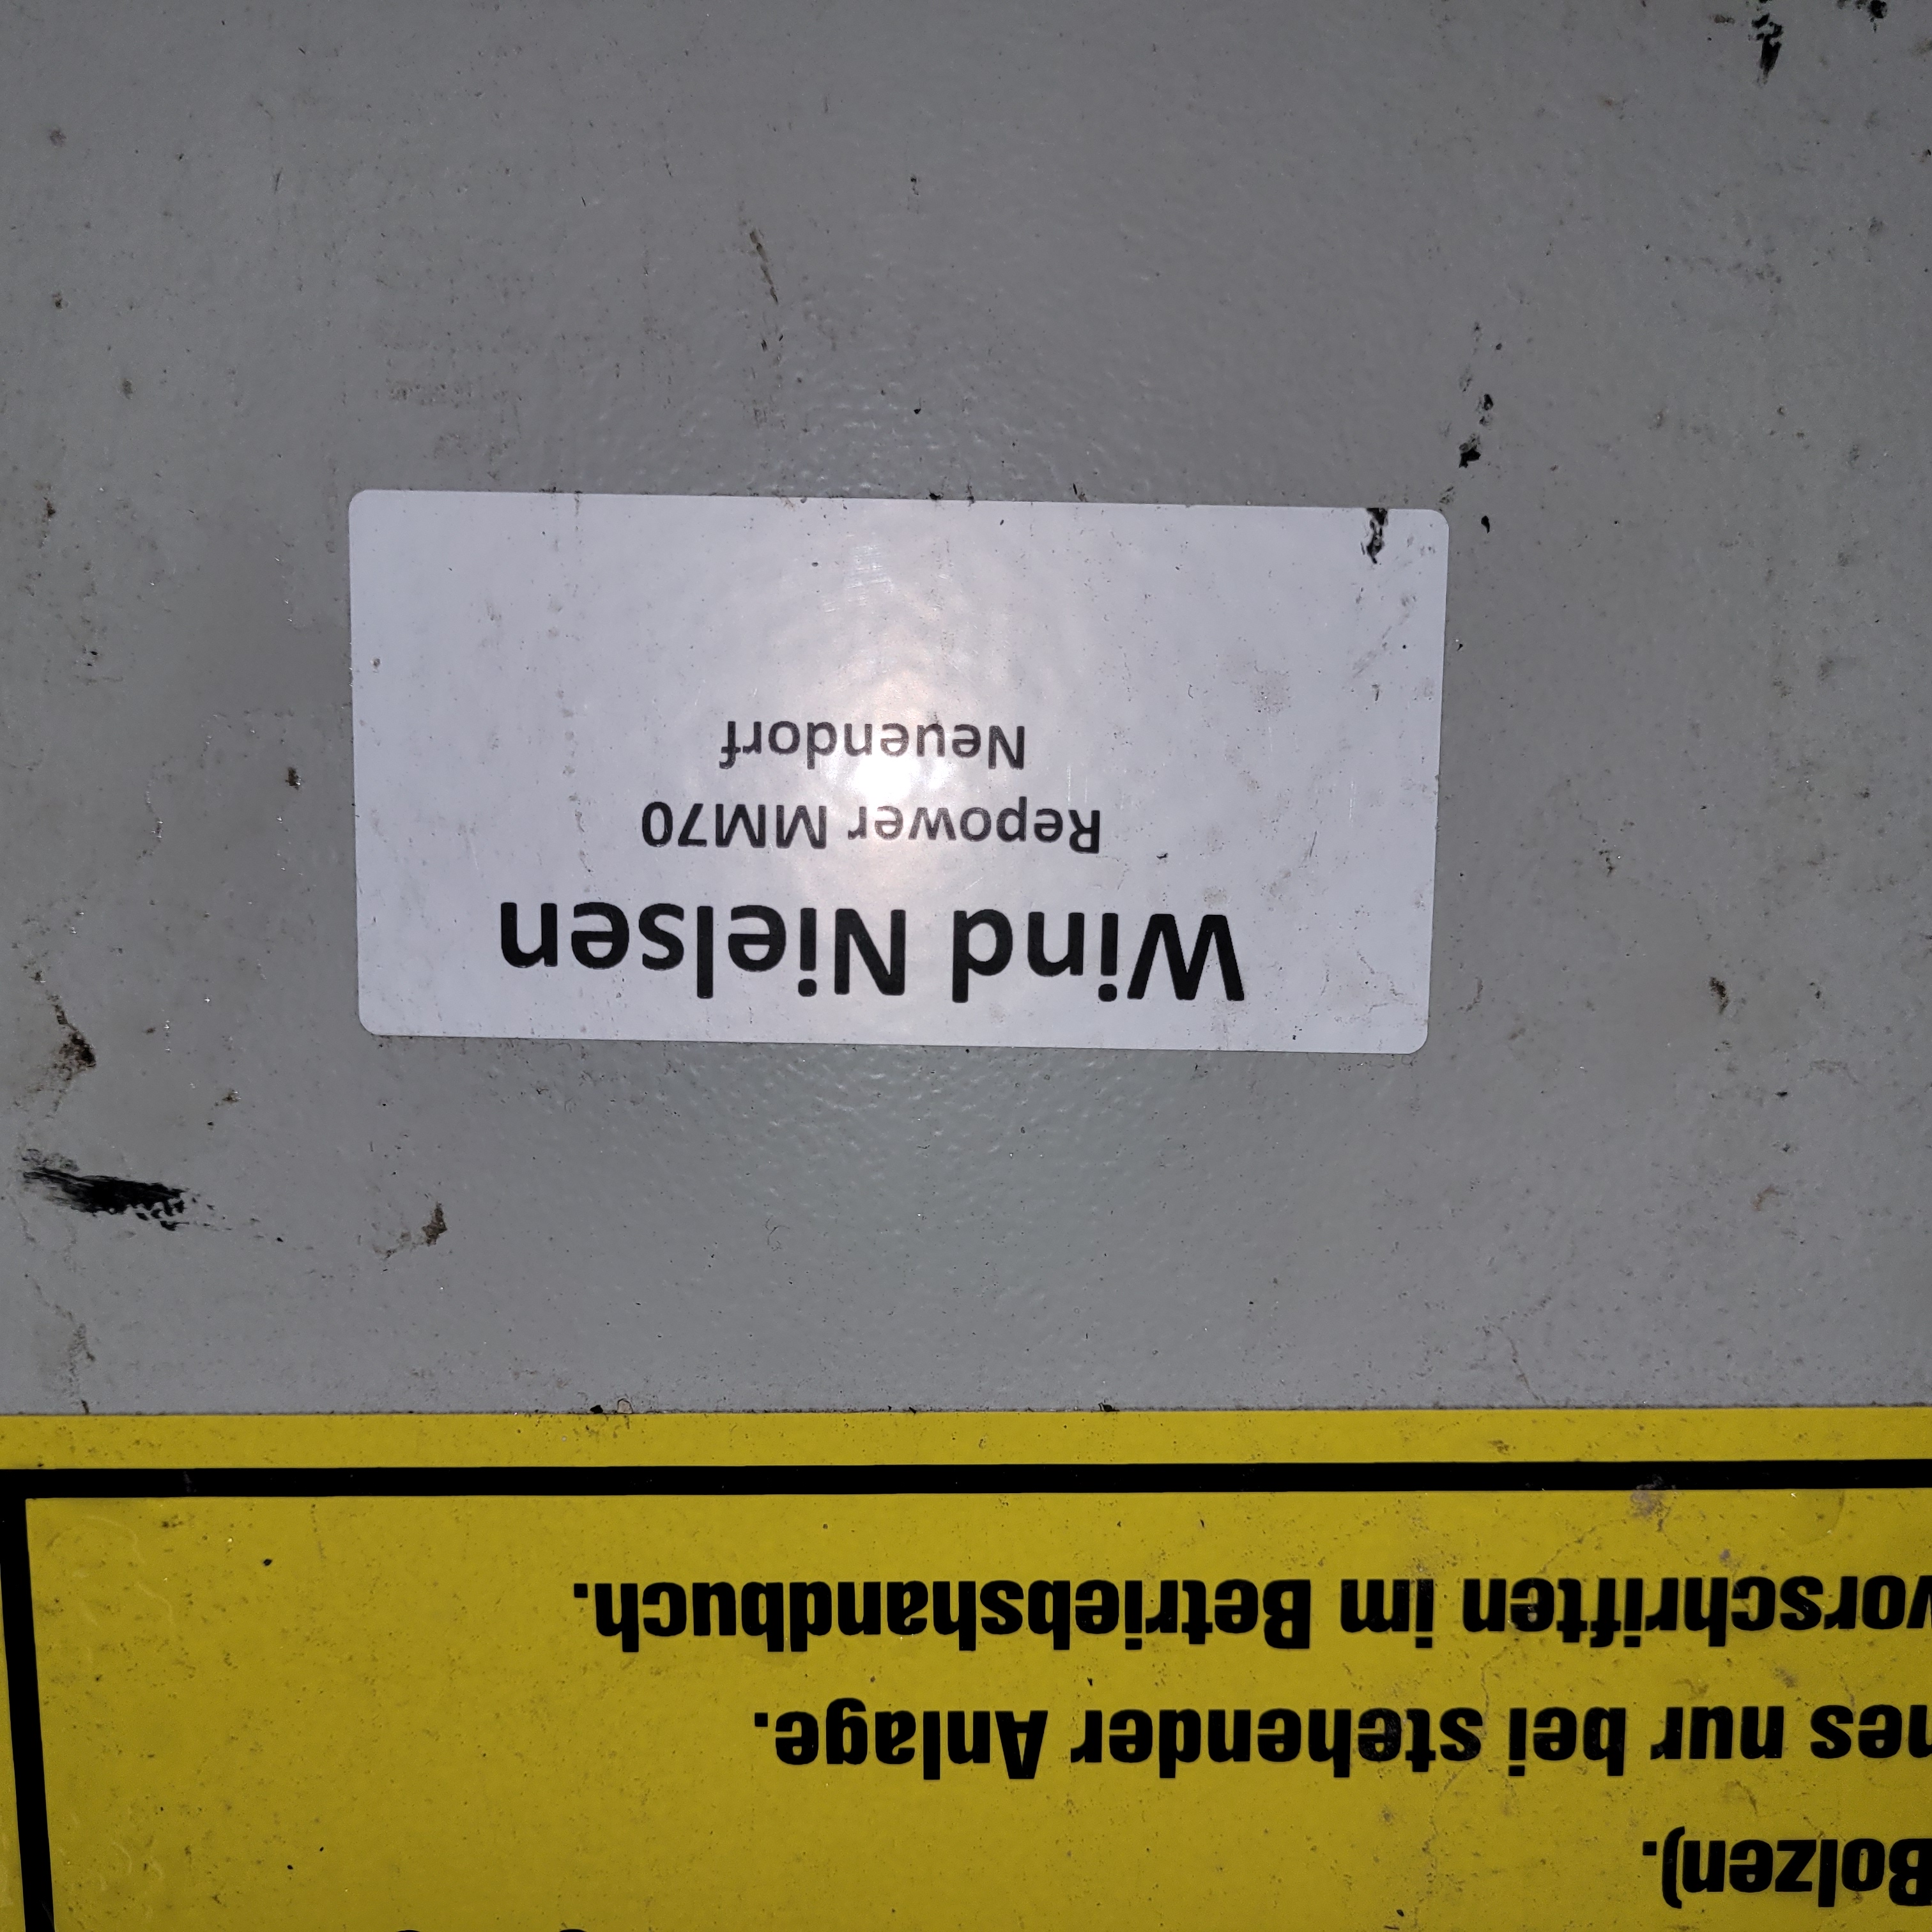 Bolzen).
nes nur bei stehender Anlage.
vorschriften im Betriebshandbuch.
Wind Nielsen
Repower MM70
Neuendorf